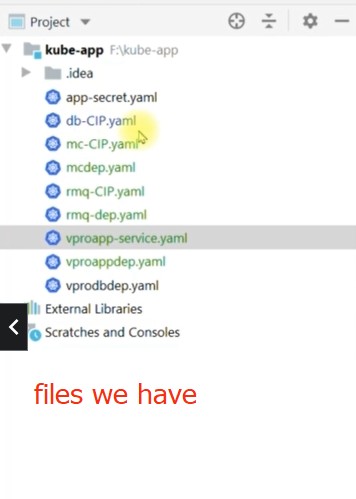 Project
kube-app F:\kube-app
.idea
app-secret.yaml
db-CIP.yaml
mc-CIP.yaml
mcdep.yaml
rmq-CIP.yaml
rmq-dep.yaml
vproapp-service.yaml
vproappdep.yaml
vprodbdep.yaml
External Libraries
Scratches and Consoles
files we have